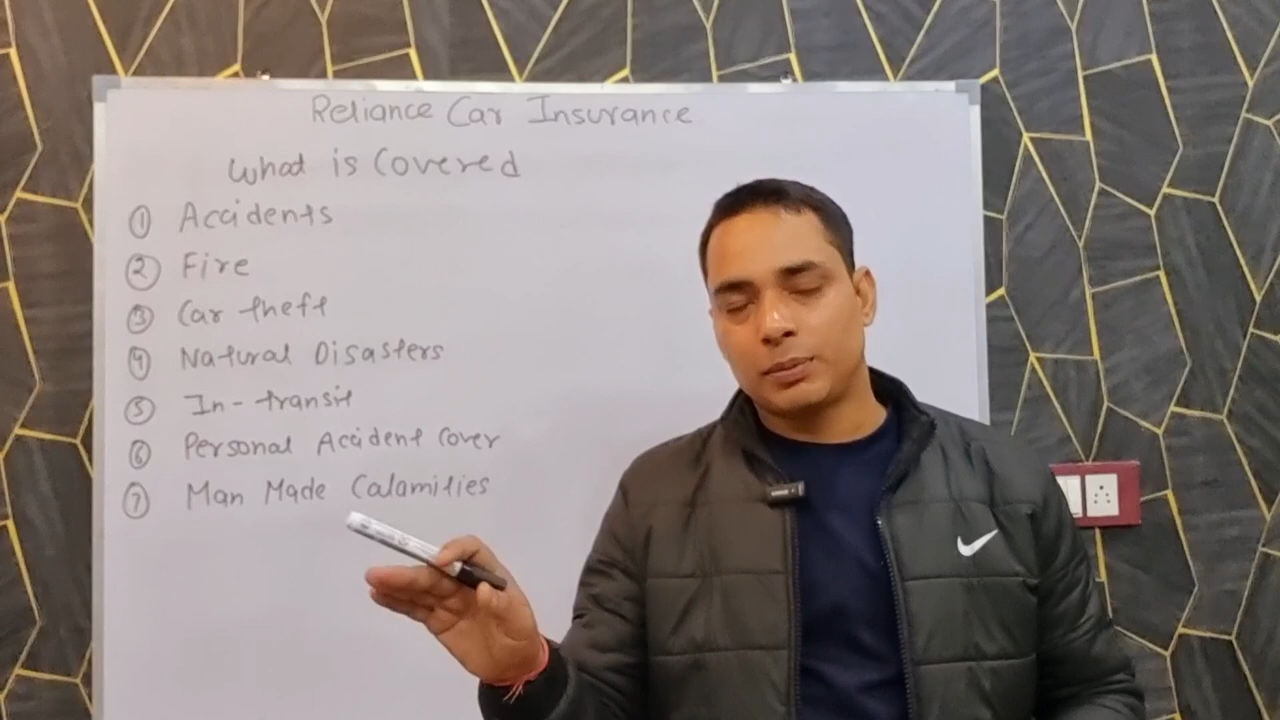 Reliance Car Insurance
What is Covered
① Accidents
② Fire
③ Car theft
④ Natural Disasters
⑤ In-transit
⑥ Personal Accident Cover
⑦ Man Made Calamities